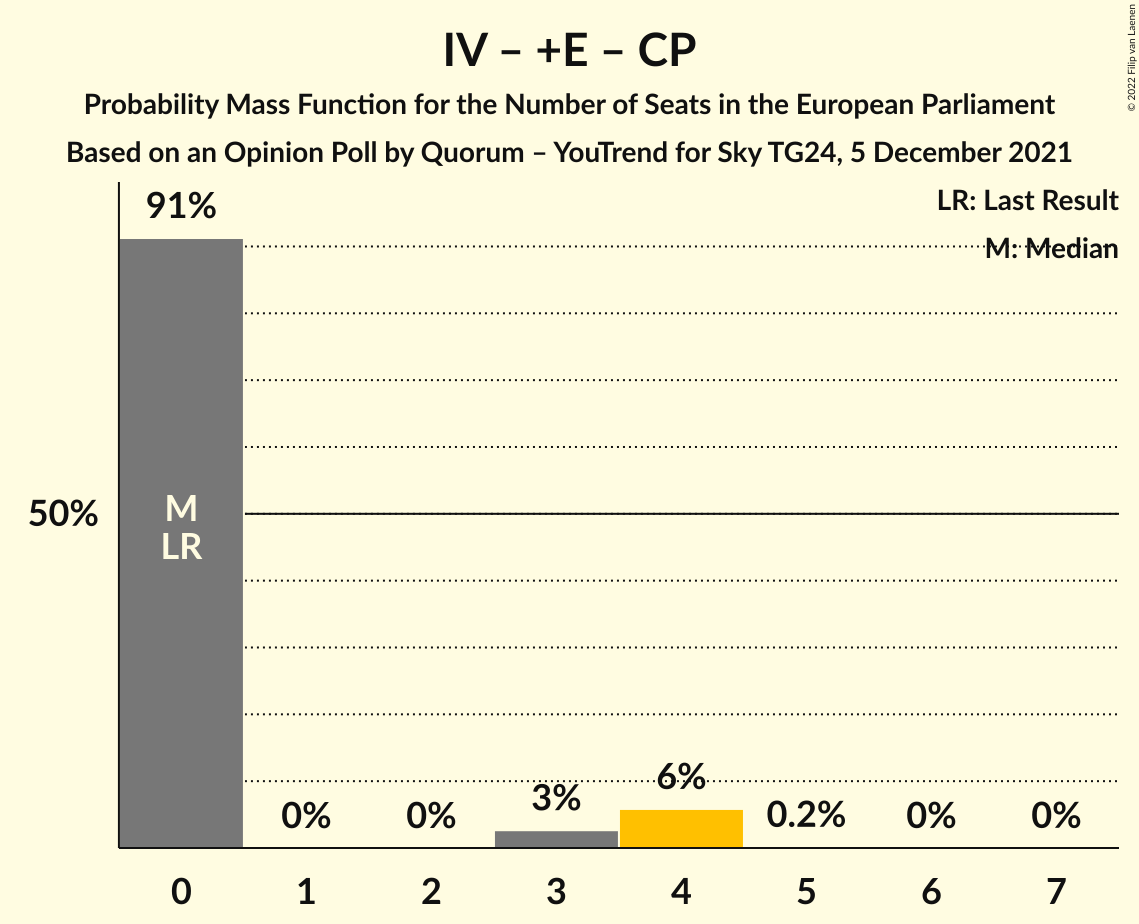 IV – +E – CP
Probability Mass Function for the Number of Seats in the European Parliament
Based on an Opinion Poll by Quorum – YouTrend for Sky TG24, 5 December 2021
© 2022 Filip van Laenen
LR: Last Result
M: Median
91%
50%
M
LR
0%
0%
3%
6%
0.2%
0%
0%
0 1 2 3 4 5 6 7